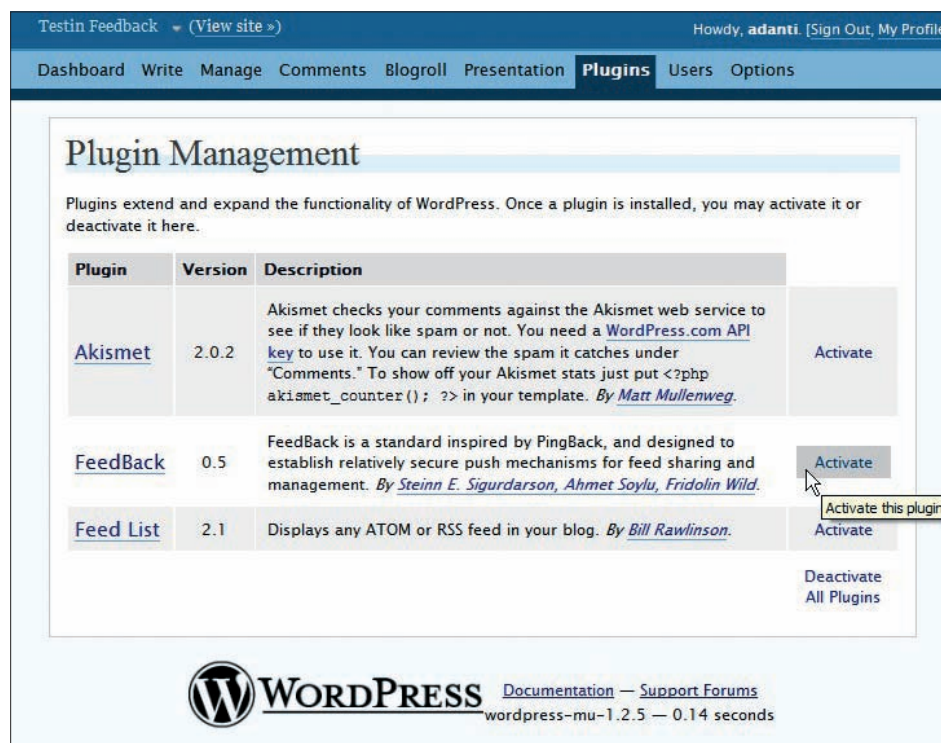 Testin Feedback (View site »)
Howdy, adanti. [Sign Out, My Profile
Dashboard Write Manage Comments Blogroll Presentation Plugins Users Options
Plugin Management
Plugins extend and expand the functionality of WordPress. Once a plugin is installed, you may activate it or
deactivate it here.
Plugin Version Description
Akismet 2.0.2
Akismet checks your comments against the Akismet web service to
see if they look like spam or not. You need a WordPress.com API
key to use it. You can review the spam it catches under
“Comments.” To show off your Akismet stats just put <?php
akismet_counter(); ?> in your template. By Matt Mullenweg.
Activate
FeedBack 0.5
FeedBack is a standard inspired by PingBack, and designed to
establish relatively secure push mechanisms for feed sharing and
management. By Steinn E. Sigurdarson, Ahmet Soylu, Fridolin Wild.
Activate
Activate this plugin
Feed List 2.1 Displays any ATOM or RSS feed in your blog. By Bill Rawlinson. Activate
Deactivate
All Plugins
WORDPRESS
Documentation — Support Forums
wordpress-mu-1.2.5 — 0.14 seconds